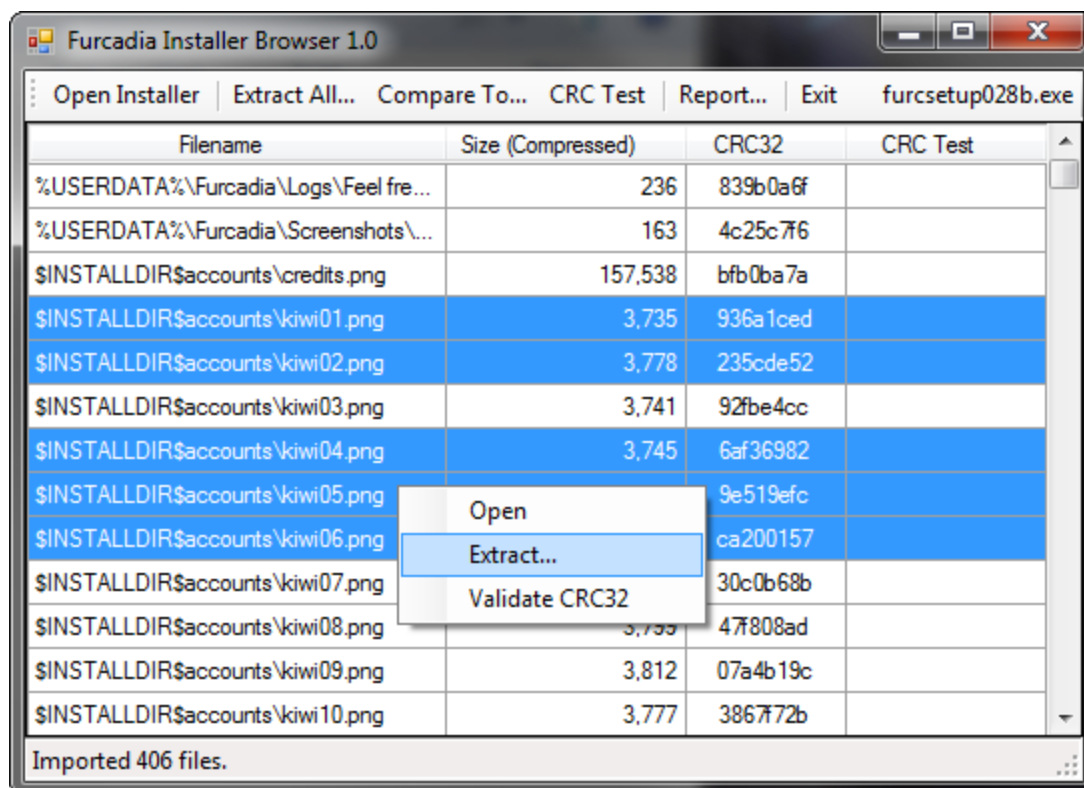 Furcadia Installer Browser 1.0
Open Installer Extract All... Compare To... CRC Test Report... Exit furcsetup028b.exe
Filename Size (Compressed) CRC32 CRC Test
%USERDATA%\Furcadia\Logs\Feel fre... 236 839b0a6f
%USERDATA%\Furcadia\Screenshots\... 163 4c25c7f6
$INSTALLDIR$accounts\credits.png 157,538 bfb0ba7a
$INSTALLDIR$accounts\kiwi01.png 3,735 936a1ced
$INSTALLDIR$accounts\kiwi02.png 3,778 235cde52
$INSTALLDIR$accounts\kiwi03.png 3,741 92fbe4cc
$INSTALLDIR$accounts\kiwi04.png 3,745 6af36982
$INSTALLDIR$accounts\kiwi05.png 9e519efc
Open
$INSTALLDIR$accounts\kiwi06.png ca200157
Extract...
$INSTALLDIR$accounts\kiwi07.png 30c0b68b
Validate CRC32
$INSTALLDIR$accounts\kiwi08.png 47f808ad
$INSTALLDIR$accounts\kiwi09.png 3,812 07a4b19c
$INSTALLDIR$accounts\kiwi10.png 3,777 3867f72b
Imported 406 files.